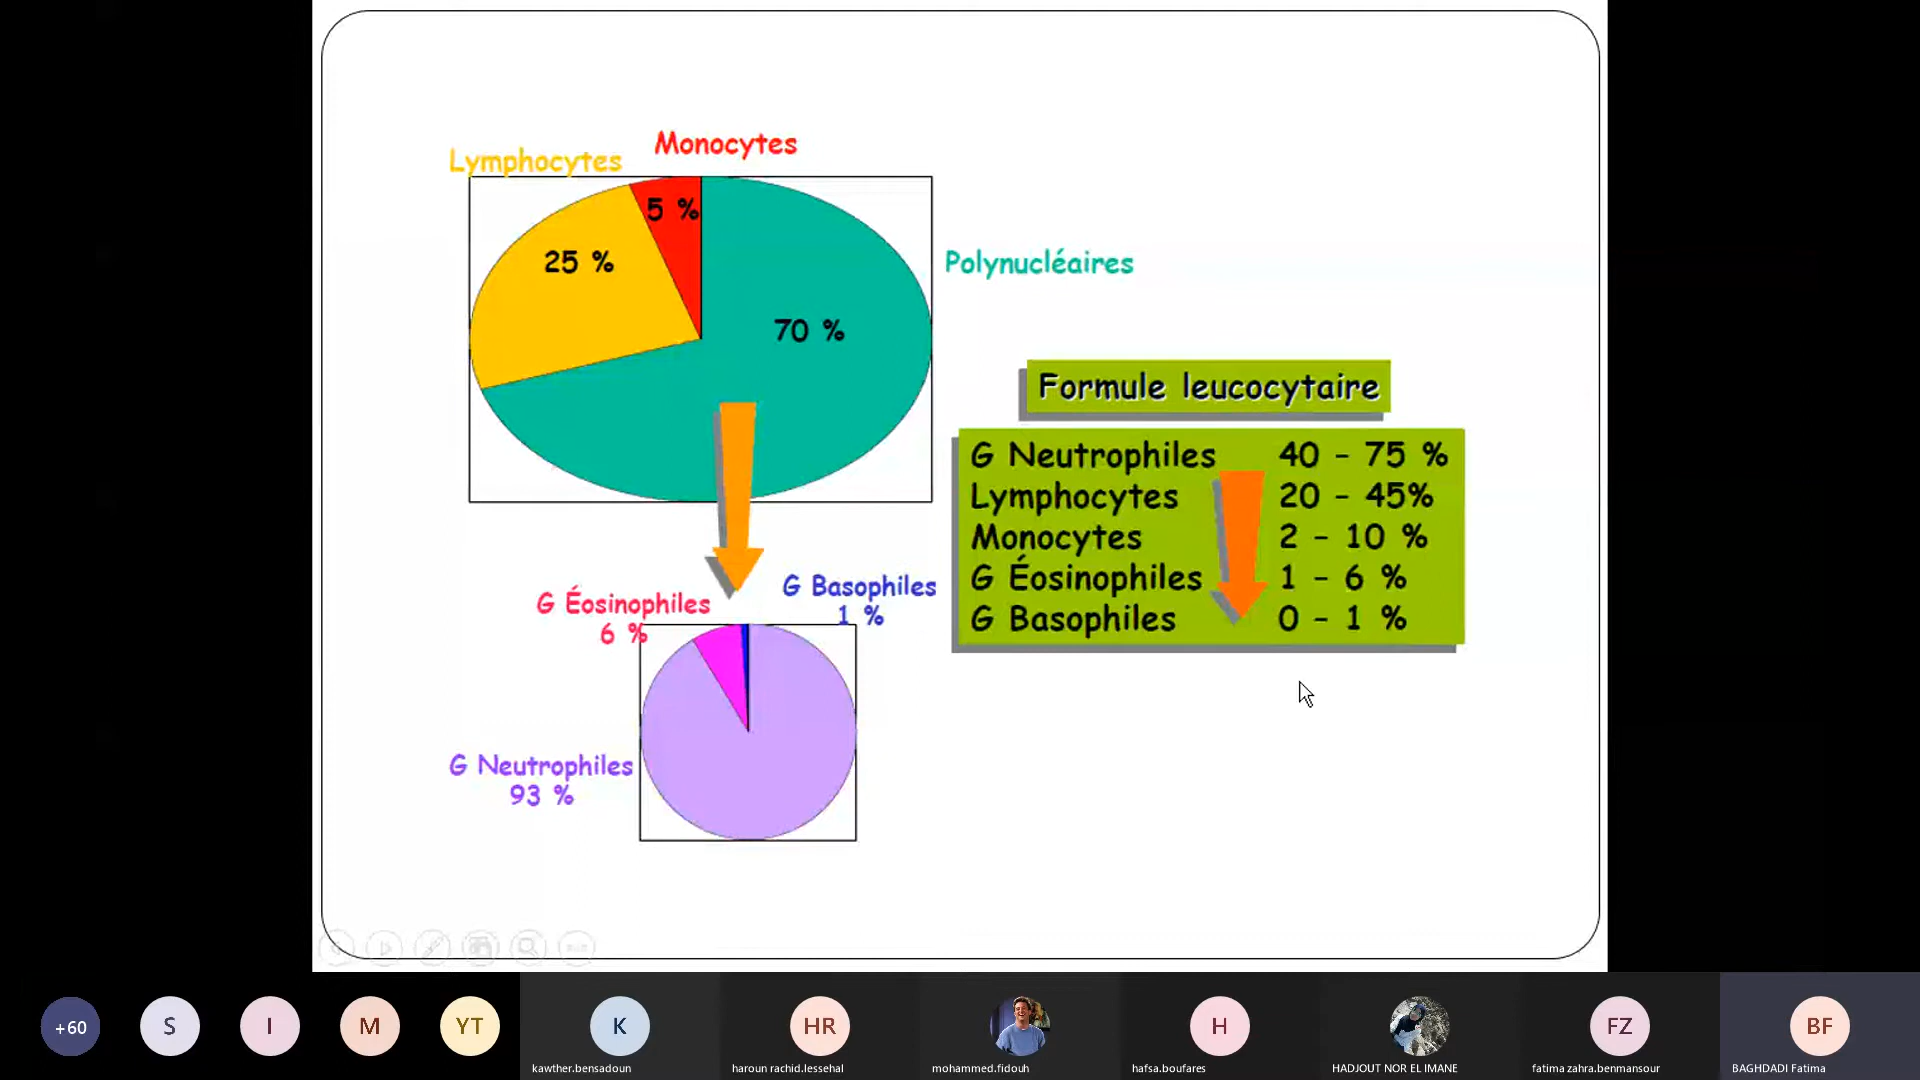 Monocytes
Lymphocytes
5 %
25 %
Polynucléaires
70 %
Formule leucocytaire
G Neutrophiles 40 - 75 %
Lymphocytes 20 - 45%
Monocytes 2 - 10 %
G Éosinophiles 1 - 6 %
G Basophiles 0 - 1 %
G Basophiles
1 %
G Éosinophiles
6 %
G Neutrophiles
93 %
+60
S
I
M
YT
K
HR
H
FZ
BF
kawther.bensadoun
haroun rachid.lessehal
mohammed.fidouh
hafsa.boufares
HADJOUT NOR EL IMANE
fatima zahra.benmansour
BAGHDADI Fatima